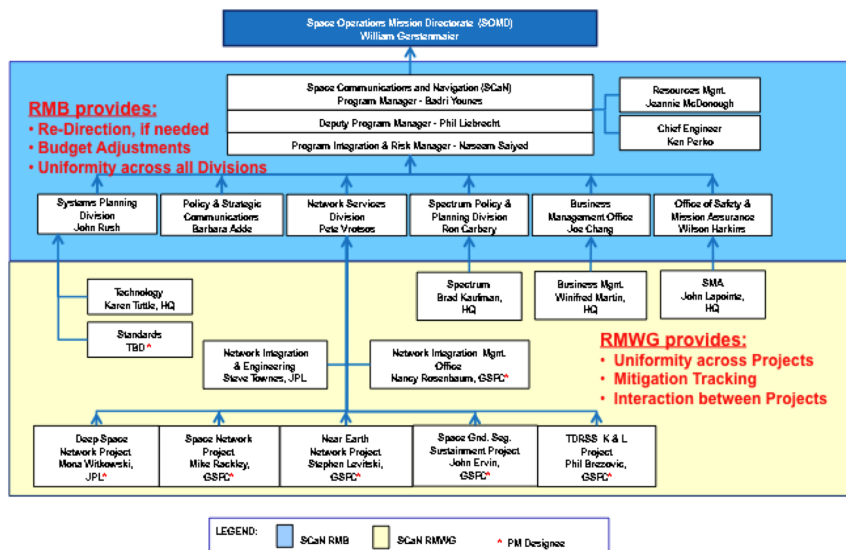 Space Operations Mission Directorate (SOMD)
William Gerstenmaier
Space Communications and Navigation (SCaN)
Program Manager - Badri Younes
Deputy Program Manager - Phil Liebrecht
Program Integration & Risk Manager - Naseem Saiyed
Resources Mgnt.
Jeannie McDonough
Chief Engineer
Ken Perko
RMB provides:
• Re-Direction, if needed
• Budget Adjustments
• Uniformity across all Divisions
Systems Planning
Division
John Rush
Policy & Strategic
Communications
Barbara Adde
Network Services
Division
Pete Vrotsos
Spectrum Policy &
Planning Division
Ron Carbery
Business
Management Office
Joe Chang
Office of Safety &
Mission Assurance
Wilson Harkins
Technology
Karen Tuttle, HQ
Standards
TBD *
Spectrum
Brad Kaufman,
HQ
Business Mgnt.
Winifred Martin,
HQ
SMA
John Lapointe,
HQ
Network Integration
& Engineering
Steve Townes, JPL
Network Integration Mgnt.
Office
Nancy Rosenbaum, GSFC*
RMWG provides:
• Uniformity across Projects
• Mitigation Tracking
• Interaction between Projects
Deep Space
Network Project
Mona Witkowski,
JPL*
Space Network
Project
Mike Rackley,
GSFC*
Near Earth
Network Project
Stephen Levitski,
GSFC*
Space Gnd. Seg.
Sustainment Project
John Ervin,
GSFC*
TDRSS K & L
Project
Phil Brezovic,
GSFC*
LEGEND:
SCaN RMB
SCaN RMWG
* PM Designee